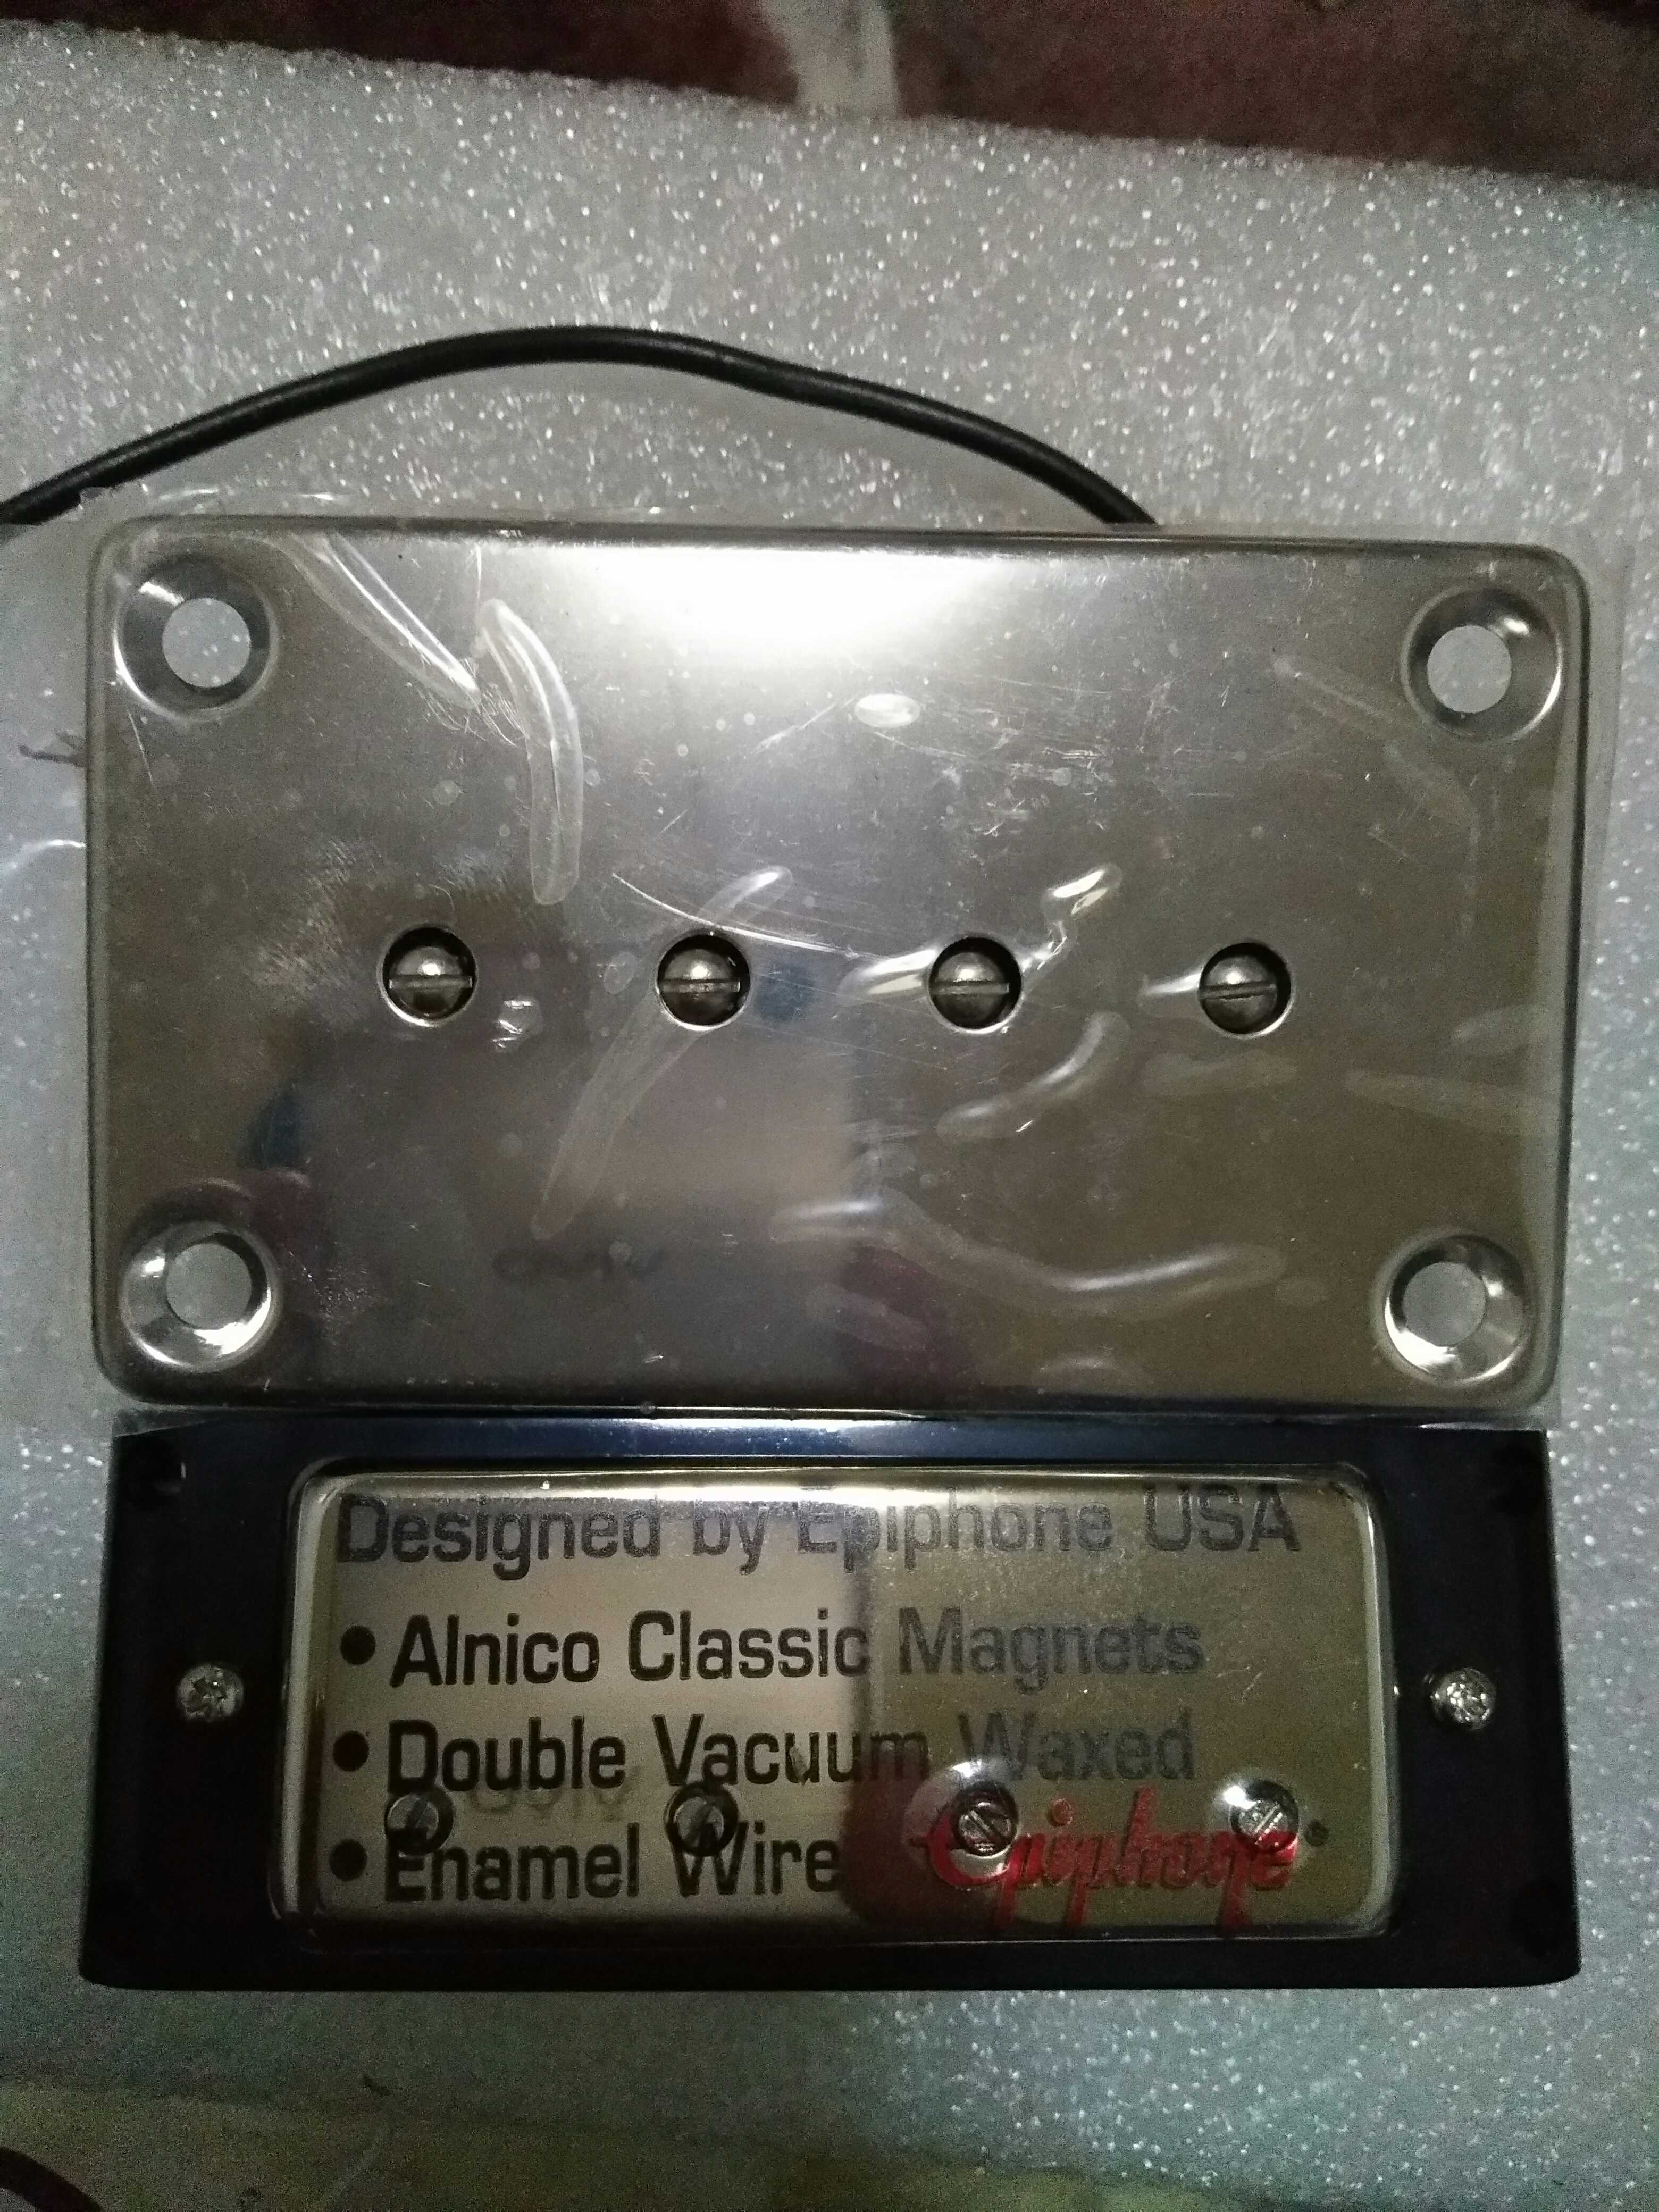 Designed by Epiphone USA
• Alnico Classic Magnets
• Double Vacuum Waxed
• Enamel Wire
Epiphone